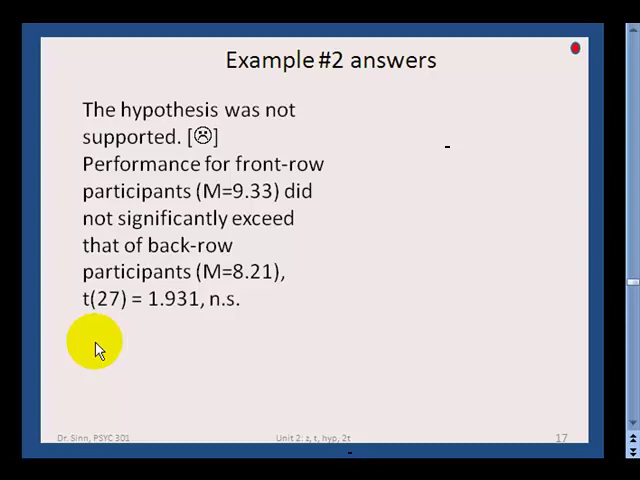 Example #2 answers
The hypothesis was not
supported. [☹]
Performance for front-row
participants (M=9.33) did
not significantly exceed
that of back-row
participants (M=8.21),
t(27) = 1.931, n.s.
Dr. Sinn, PSYC 301
Unit 2: z, t, hyp, 2t
17